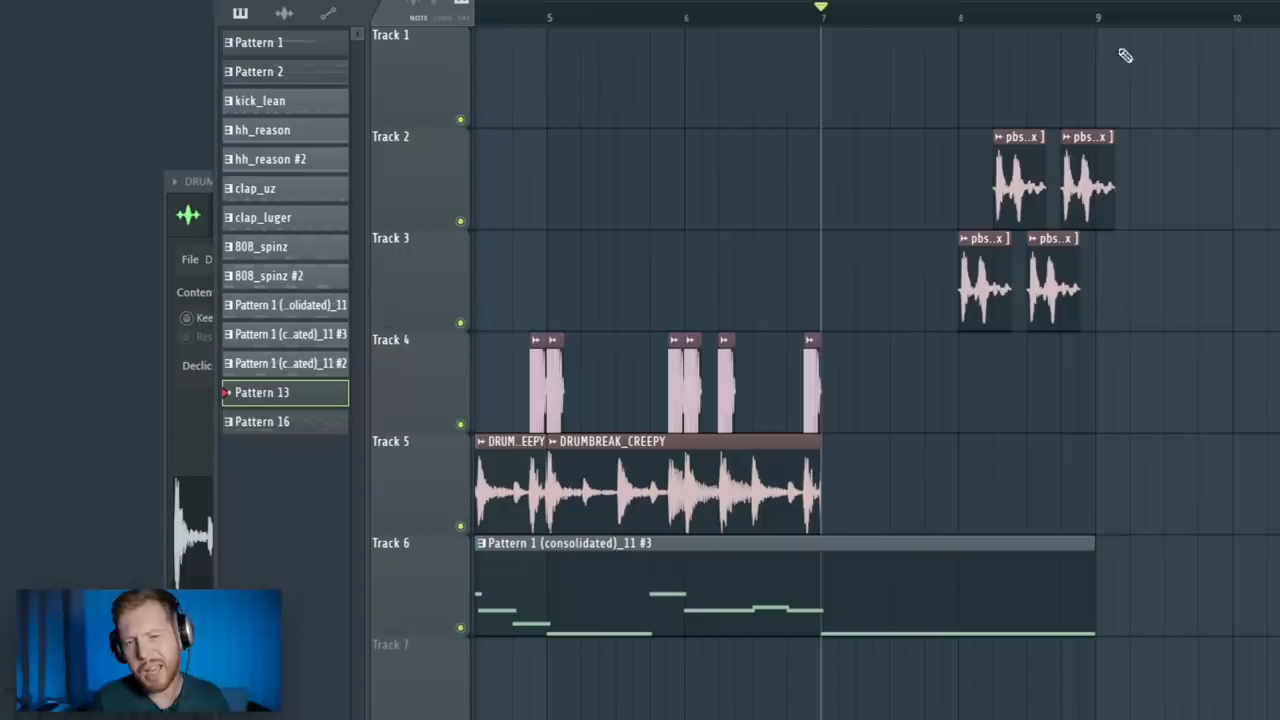 NOTE
5 6 7 8 9 10
Pattern 1
Pattern 2
kick_lean
hh_reason
hh_reason #2
clap_uz
clap_luger
808_spinz
808_spinz #2
Pattern 1 (..olidated)_11
Pattern 1 (c..ated)_11 #3
Pattern 1 (c..ated)_11 #2
Pattern 13
Pattern 16
DRUM
File D
Conten
Kee
Res
Declic
Track 1
Track 2
pbs..x ] pbs..x ]
Track 3
pbs..x ] pbs..x ]
Track 4
Track 5
DRUM..EEPY DRUMBREAK_CREEPY
Track 6
Pattern 1 (consolidated)_11 #3
Track 7